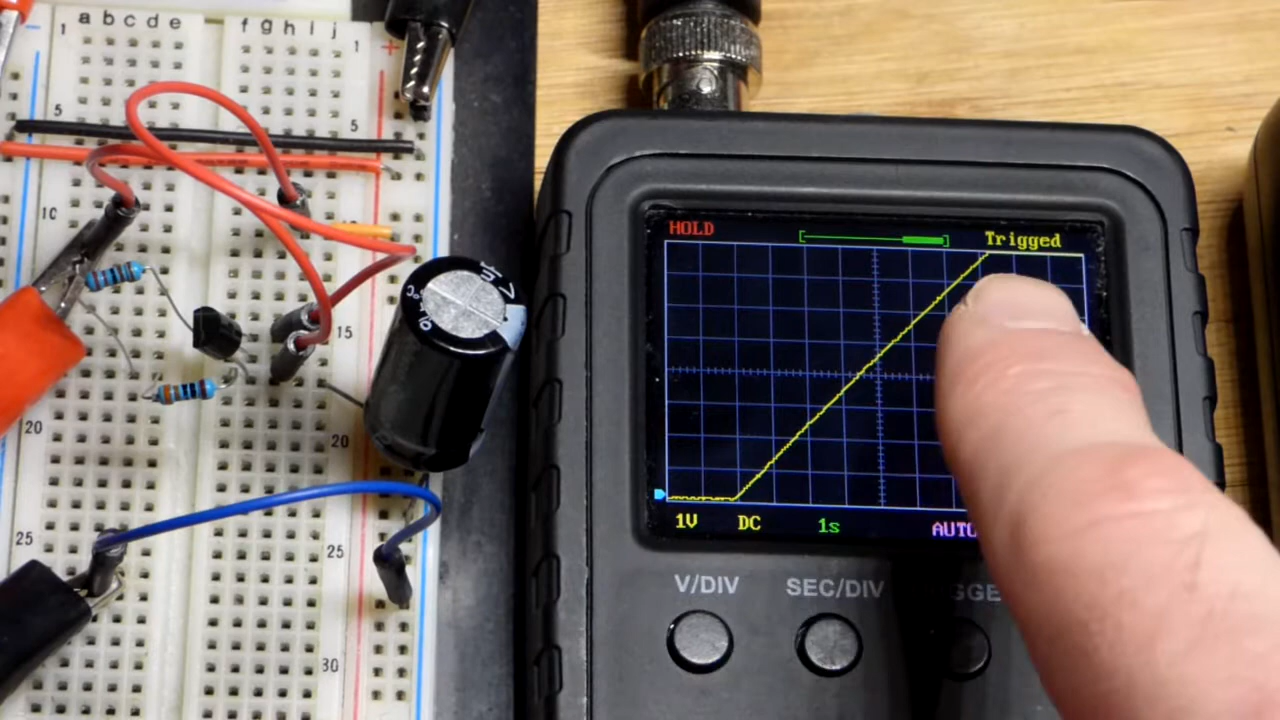 a b c d e
f g h i j
1
1
+
5
5
10
15
20
20
25
25
30
HOLD
Trigged
1V DC 1s AUTO
V/DIV SEC/DIV